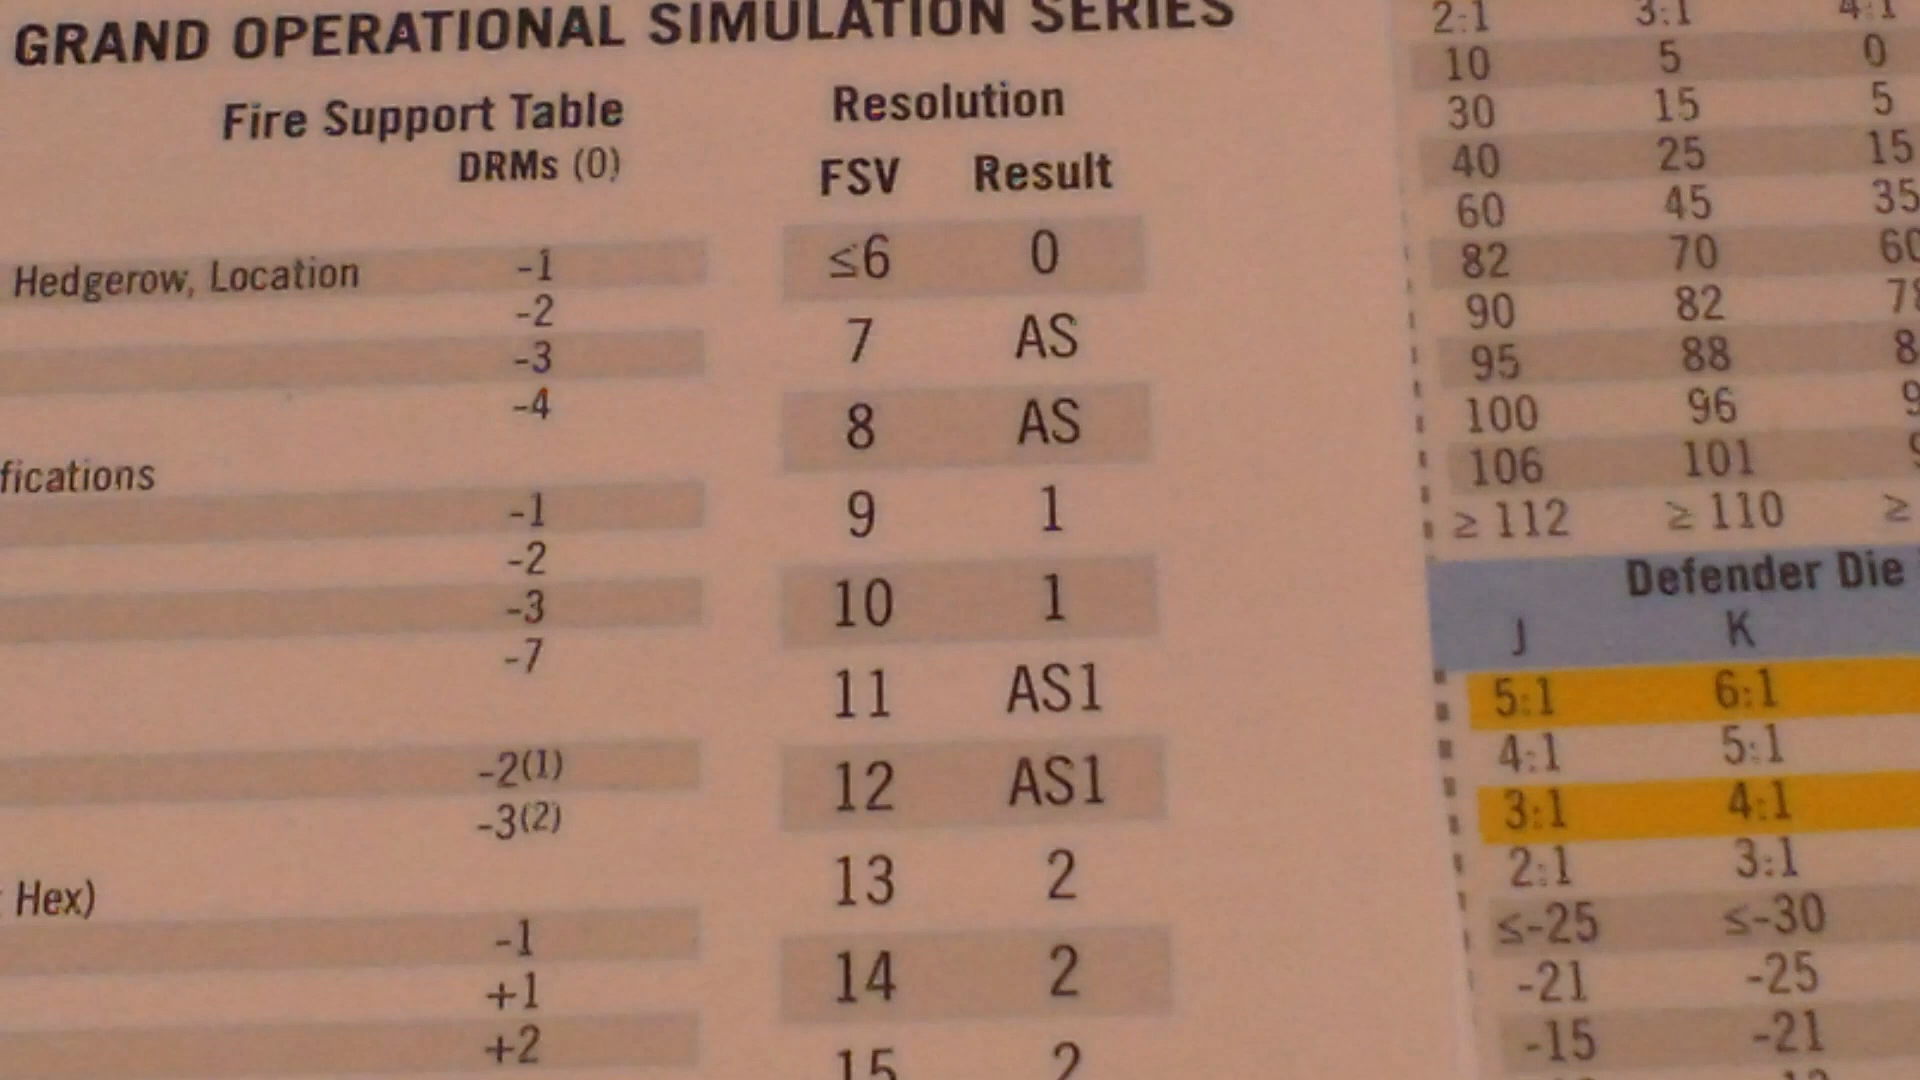 GRAND OPERATIONAL SIMULATION SERIES
Fire Support Table
DRMs (0)
Hedgerow, Location -1
-2
-3
-4
fications
-1
-2
-3
-7
-2(1)
-3(2)
Hex)
-1
+1
+2
Resolution
FSV Result
≤6 0
7 AS
8 AS
9 1
10 1
11 AS1
12 AS1
13 2
14 2
15 2
2:1 3:1 4:1
10 5 0
30 15 5
40 25 15
60 45 35
82 70 60
90 82
95 88
100 96
106 101
≥ 112 ≥ 110 ≥
Defender Die
J K
5:1 6:1
4:1 5:1
3:1 4:1
2:1 3:1
≤-25 ≤-30
-21 -25
-15 -21